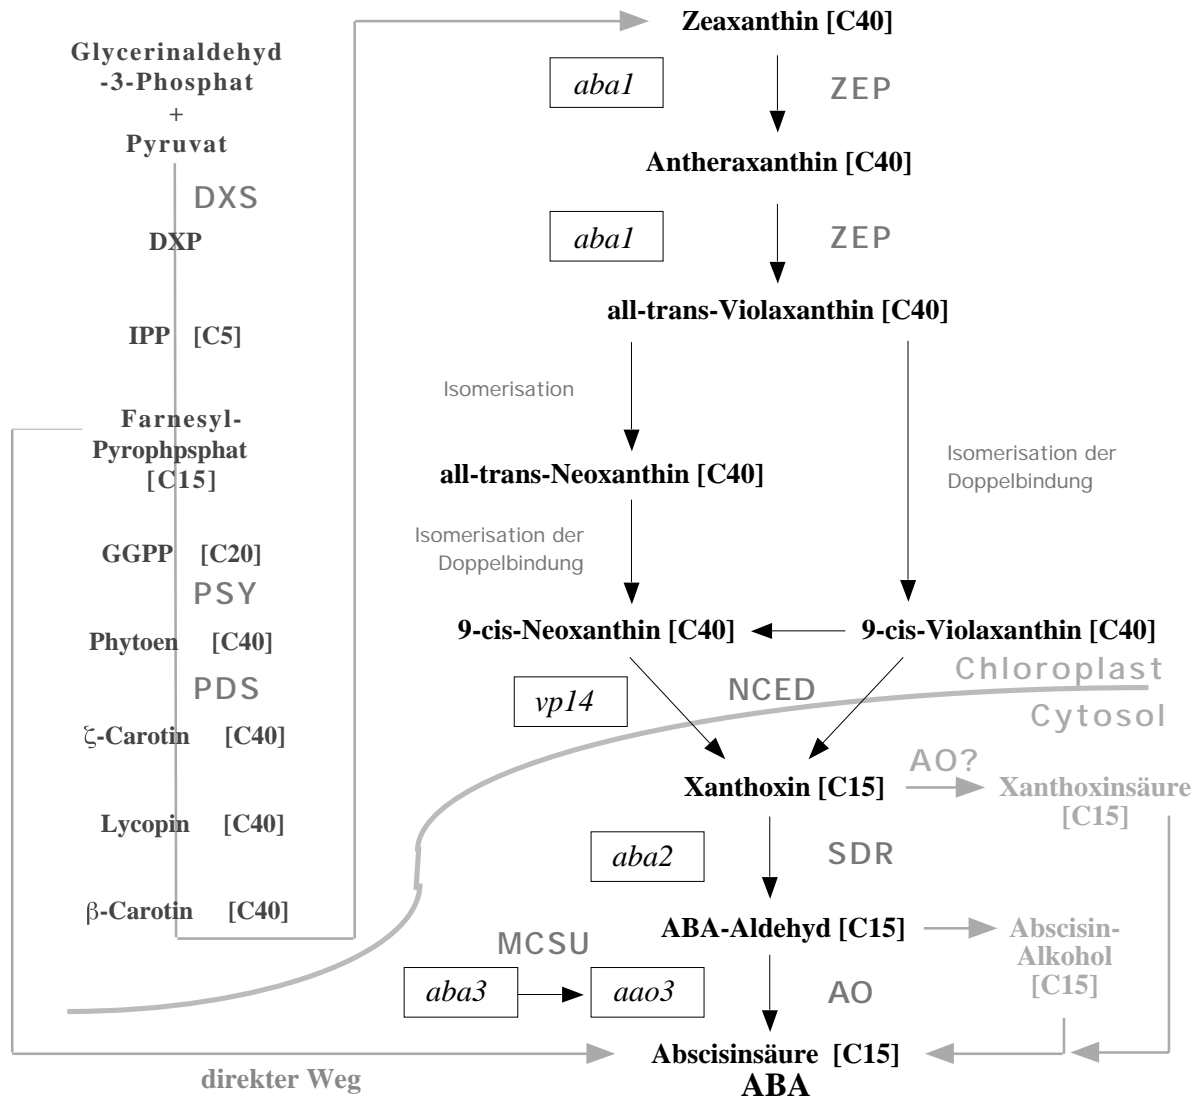 Glycerinaldehyd
-3-Phosphat
+
Pyruvat
DXS
DXP
IPP [C5]
Farnesyl-
Pyrophpsphat
[C15]
GGPP [C20]
PSY
Phytoen [C40]
PDS
ζ-Carotin [C40]
Lycopin [C40]
β-Carotin [C40]
Zeaxanthin [C40]
aba1
ZEP
Antheraxanthin [C40]
aba1
ZEP
all-trans-Violaxanthin [C40]
Isomerisation
all-trans-Neoxanthin [C40]
Isomerisation der
Doppelbindung
Isomerisation der
Doppelbindung
9-cis-Neoxanthin [C40]
9-cis-Violaxanthin [C40]
Chloroplast
Cytosol
NCED
vp14
Xanthoxin [C15]
AO?
Xanthoxinsäure
[C15]
aba2
SDR
ABA-Aldehyd [C15]
Abscisin-
Alkohol
[C15]
MCSU
aba3
aao3
AO
Abscisinsäure [C15]
ABA
direkter Weg